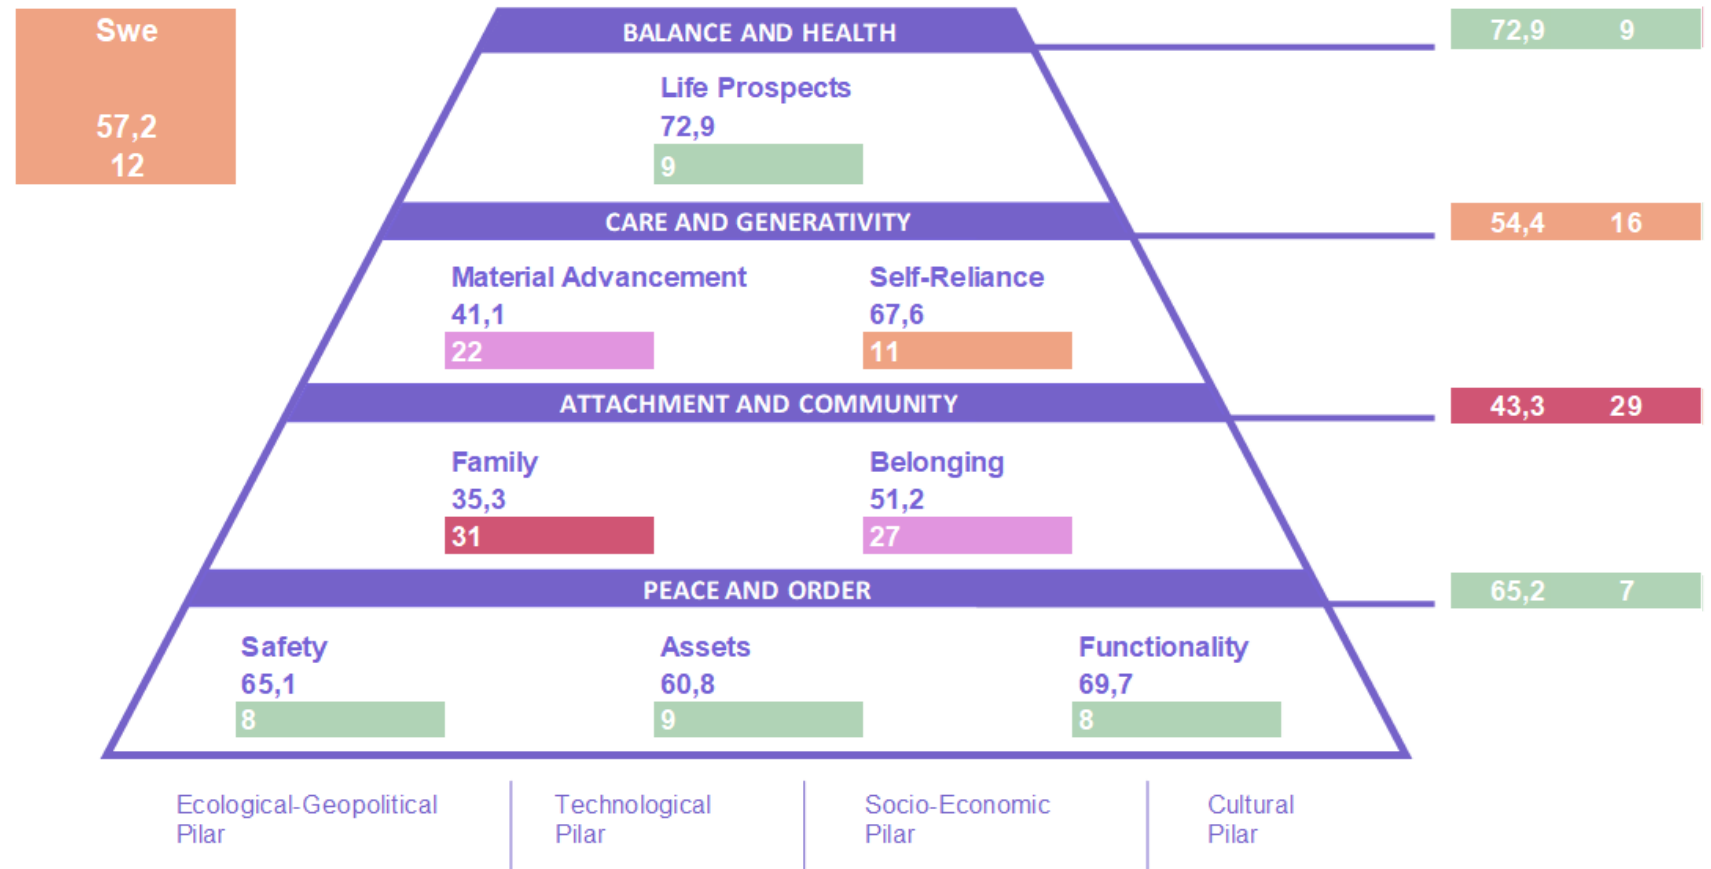 Swe
57,2
12
BALANCE AND HEALTH
72,9 9
Life Prospects
72,9
9
CARE AND GENERATIVITY
54,4 16
Material Advancement
41,1
22
Self-Reliance
67,6
11
ATTACHMENT AND COMMUNITY
43,3 29
Family
35,3
31
Belonging
51,2
27
PEACE AND ORDER
65,2 7
Safety
65,1
8
Assets
60,8
9
Functionality
69,7
8
Ecological-Geopolitical
Pilar
Technological
Pilar
Socio-Economic
Pilar
Cultural
Pilar